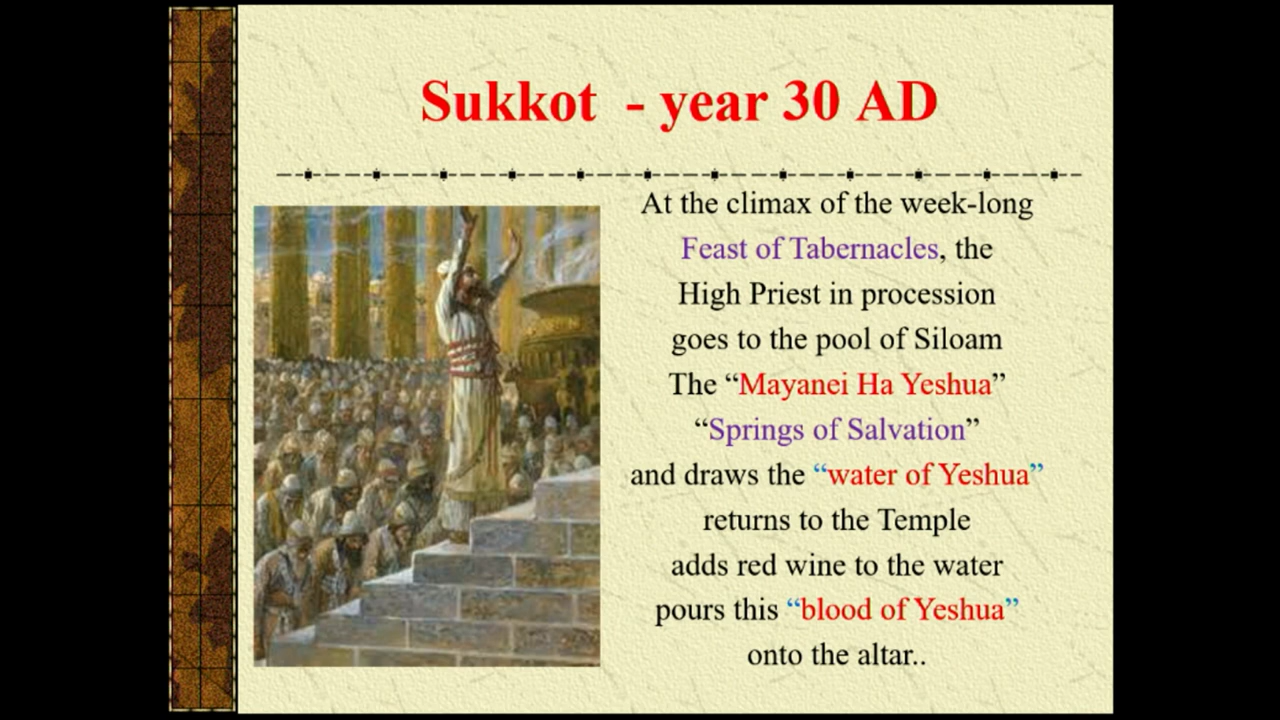 Sukkot - year 30 AD
At the climax of the week-long
Feast of Tabernacles, the
High Priest in procession
goes to the pool of Siloam
The “Mayanei Ha Yeshua”
“Springs of Salvation”
and draws the “water of Yeshua”
returns to the Temple
adds red wine to the water
pours this “blood of Yeshua”
onto the altar..